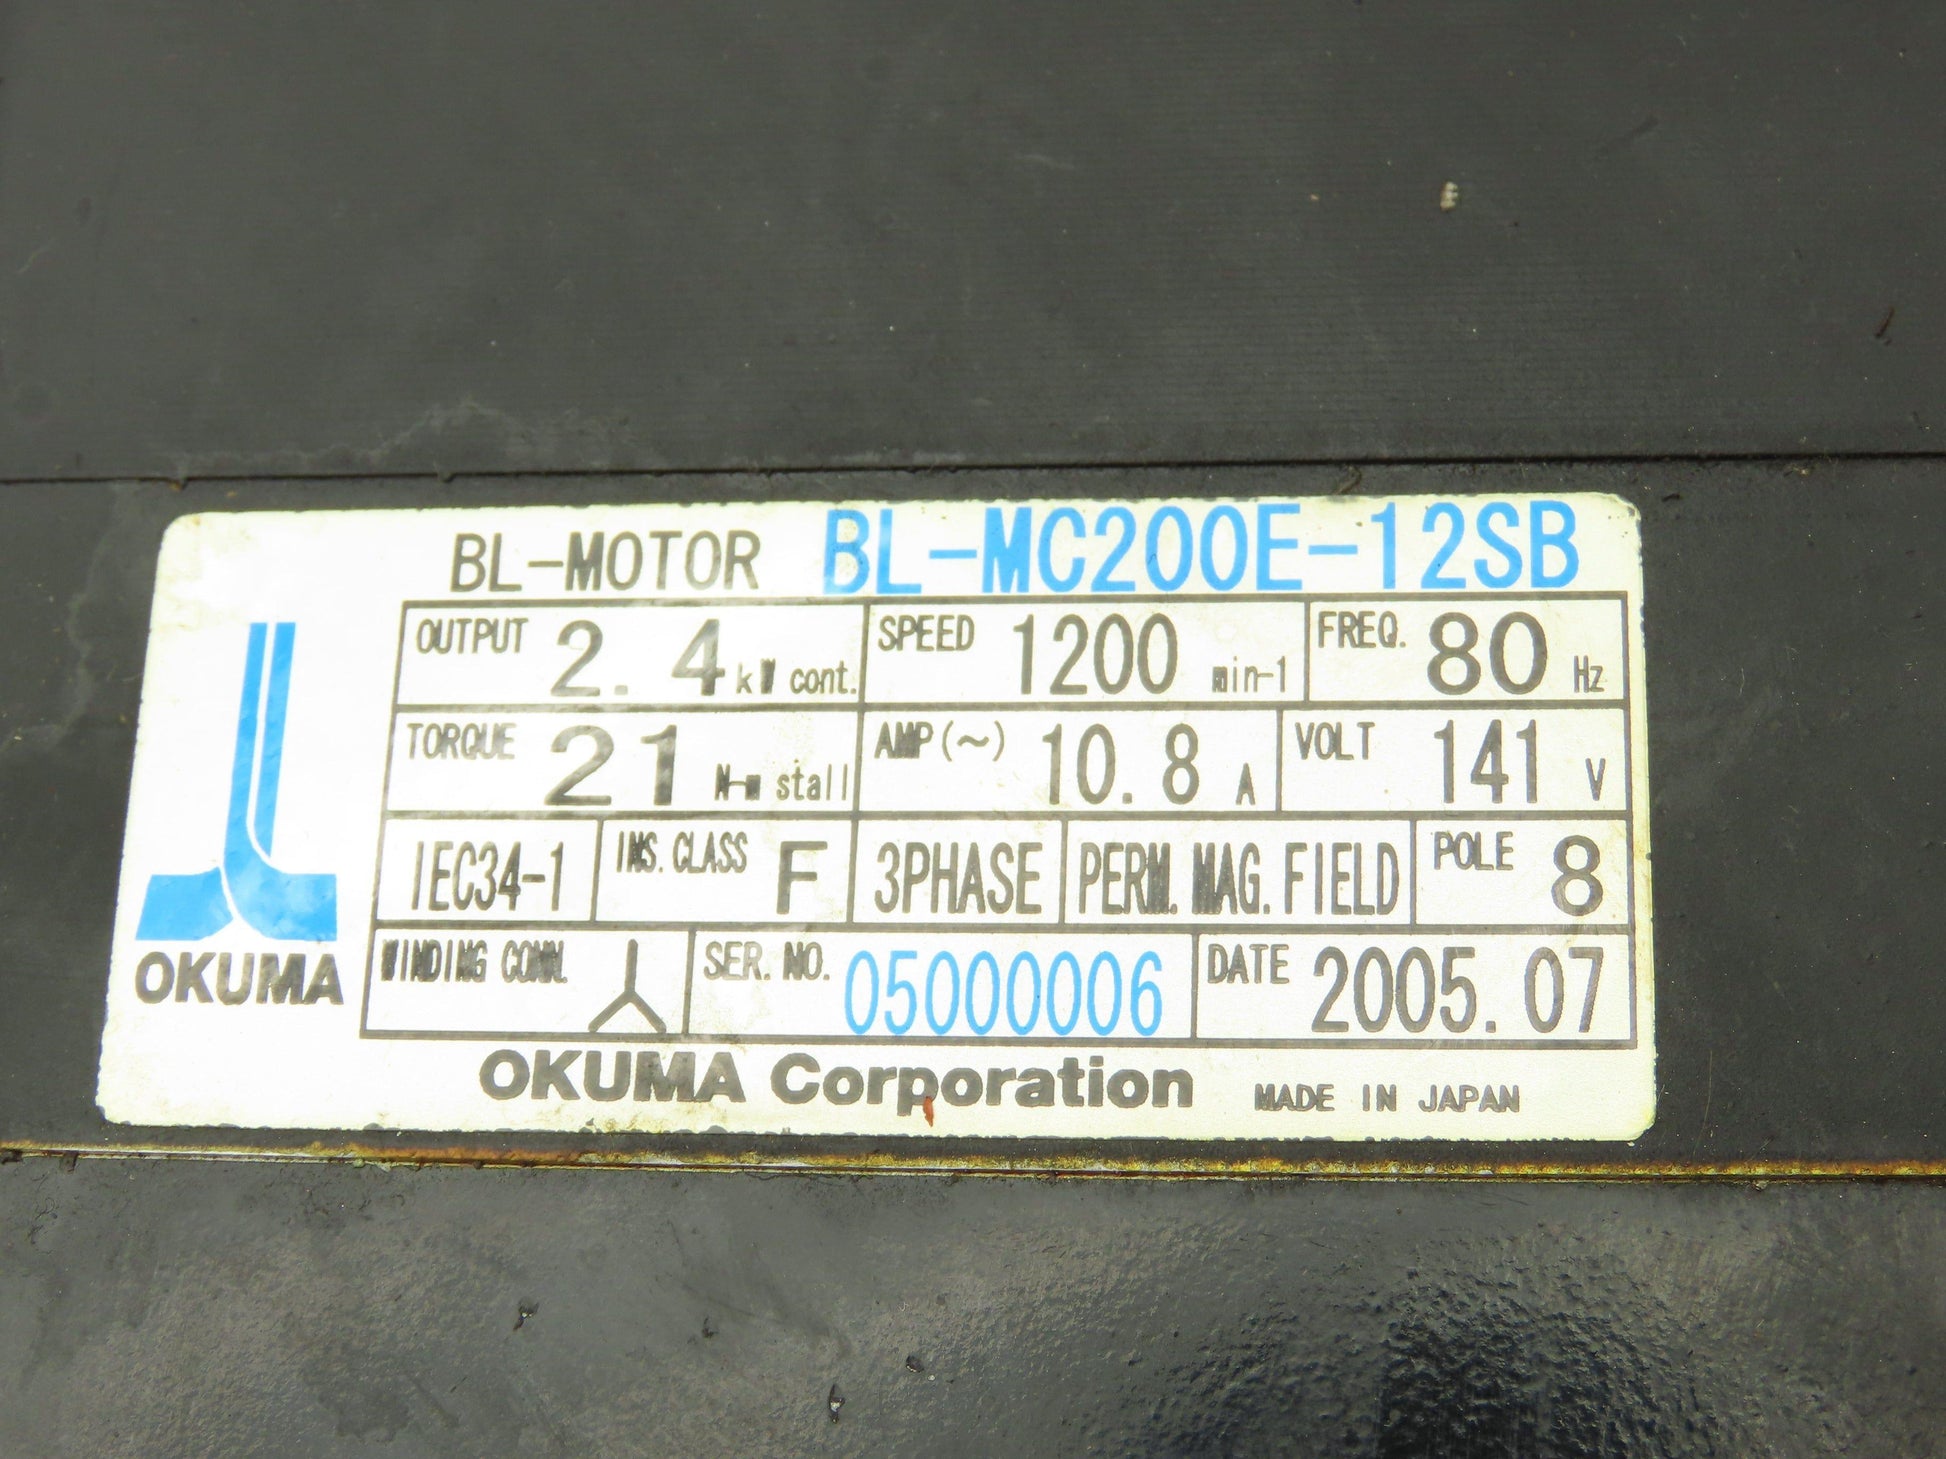 BL-MOTOR BL-MC200E-12SB
OUTPUT 2.4 kW cont. SPEED 1200 min-1 FREQ. 80 Hz
TORQUE 21 N-m stall AMP(~) 10.8 A VOLT 141 V
IEC34-1 INS. CLASS F 3PHASE PERM. MAG. FIELD POLE 8
WINDING CONN. SER. NO. 05000006 DATE 2005.07
OKUMA
OKUMA Corporation MADE IN JAPAN